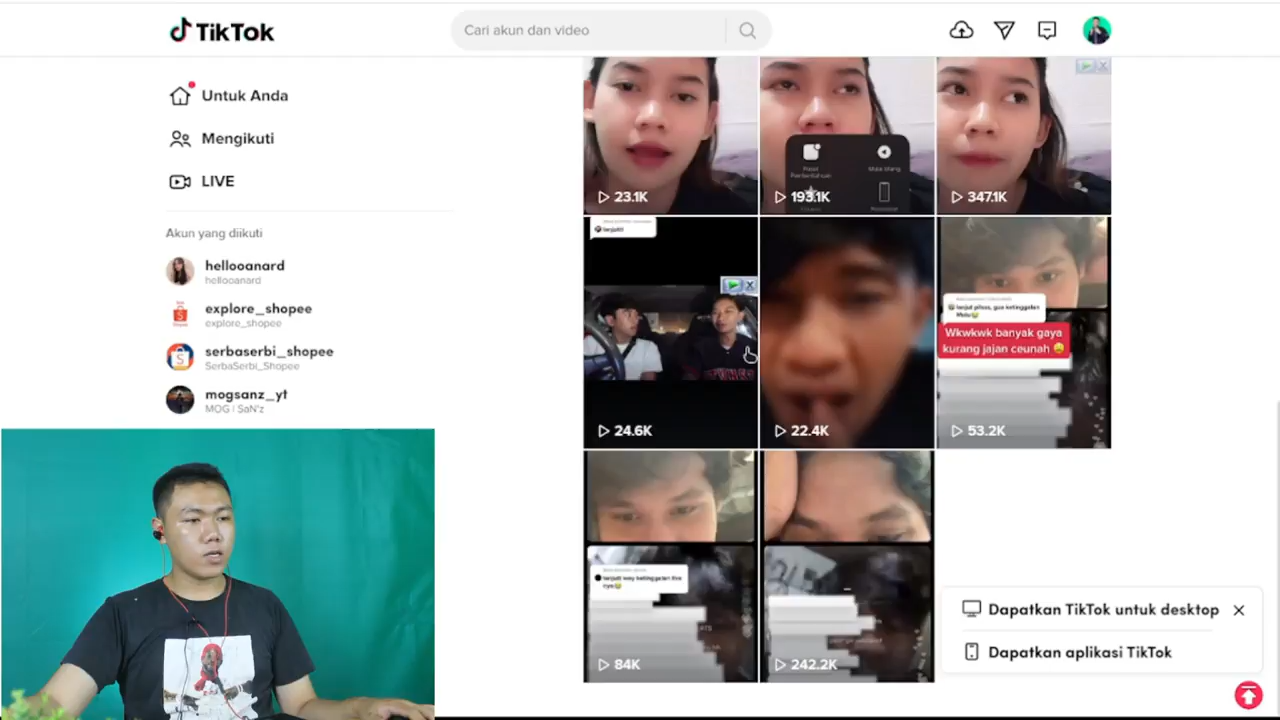 TikTok
Cari akun dan video
Untuk Anda
Mengikuti
LIVE
Akun yang diikuti
hellooanard
hellooanard
explore_shopee
explore_shopee
serbaserbi_shopee
SerbaSerbi_Shopee
mogsanz_yt
MOG | SaN'z
23.1K
193.1K
347.1K
lanjutt!
24.6K
22.4K
Wkwkwk banyak gaya
kurang jajan ceunah 😜
53.2K
84K
242.2K
Dapatkan TikTok untuk desktop
Dapatkan aplikasi TikTok